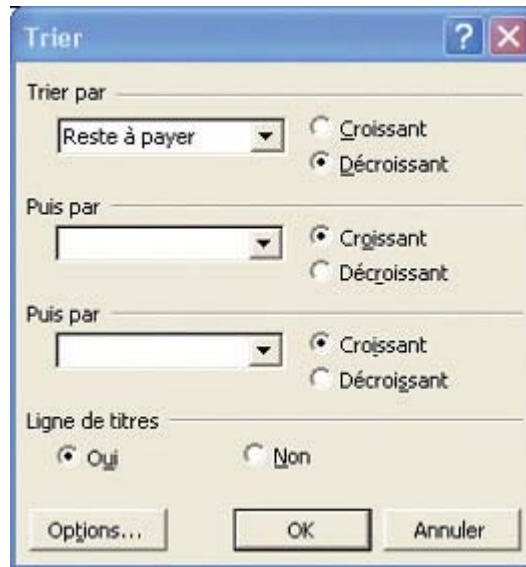 Trier
Trier par
Reste à payer
Croissant
Décroissant
Puis par
Croissant
Décroissant
Puis par
Croissant
Décroissant
Ligne de titres
Oui
Non
Options...
OK
Annuler